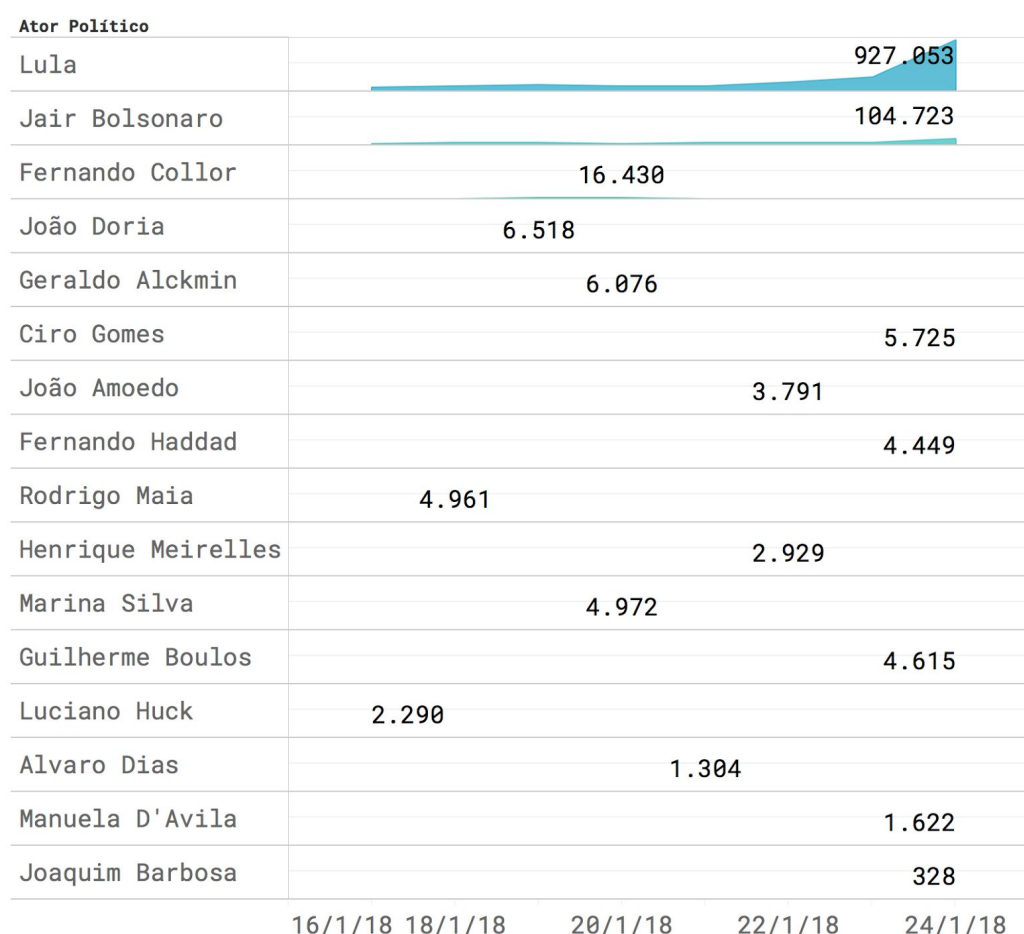 Ator Político
Lula 927.053
Jair Bolsonaro 104.723
Fernando Collor 16.430
João Doria 6.518
Geraldo Alckmin 6.076
Ciro Gomes 5.725
João Amoedo 3.791
Fernando Haddad 4.449
Rodrigo Maia 4.961
Henrique Meirelles 2.929
Marina Silva 4.972
Guilherme Boulos 4.615
Luciano Huck 2.290
Alvaro Dias 1.304
Manuela D'Avila 1.622
Joaquim Barbosa 328
16/1/18 18/1/18 20/1/18 22/1/18 24/1/18